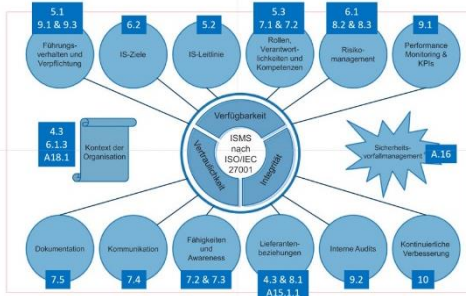 5.1
9.1 & 9.3
6.2
5.2
5.3
7.1 & 7.2
6.1
8.2 & 8.3
9.1
Führungs-
verhalten und
Verpflichtung
IS-Ziele
IS-Leitlinie
Rollen,
Verantwort-
lichkeiten und
Kompetenzen
Risiko-
management
Performance
Monitoring &
KPIs
Verfügbarkeit
4.3
6.1.3
A18.1
Kontext der
Organisation
Vertraulichkeit
ISMS
nach
ISO/IEC
27001
Integrität
Sicherheits-
vorfallmanagement
A.16
Dokumentation
Kommunikation
Fähigkeiten
und
Awareness
Lieferanten-
beziehungen
Interne Audits
Kontinuierliche
Verbesserung
7.5
7.4
7.2 & 7.3
4.3 & 8.1
A15.1.1
9.2
10